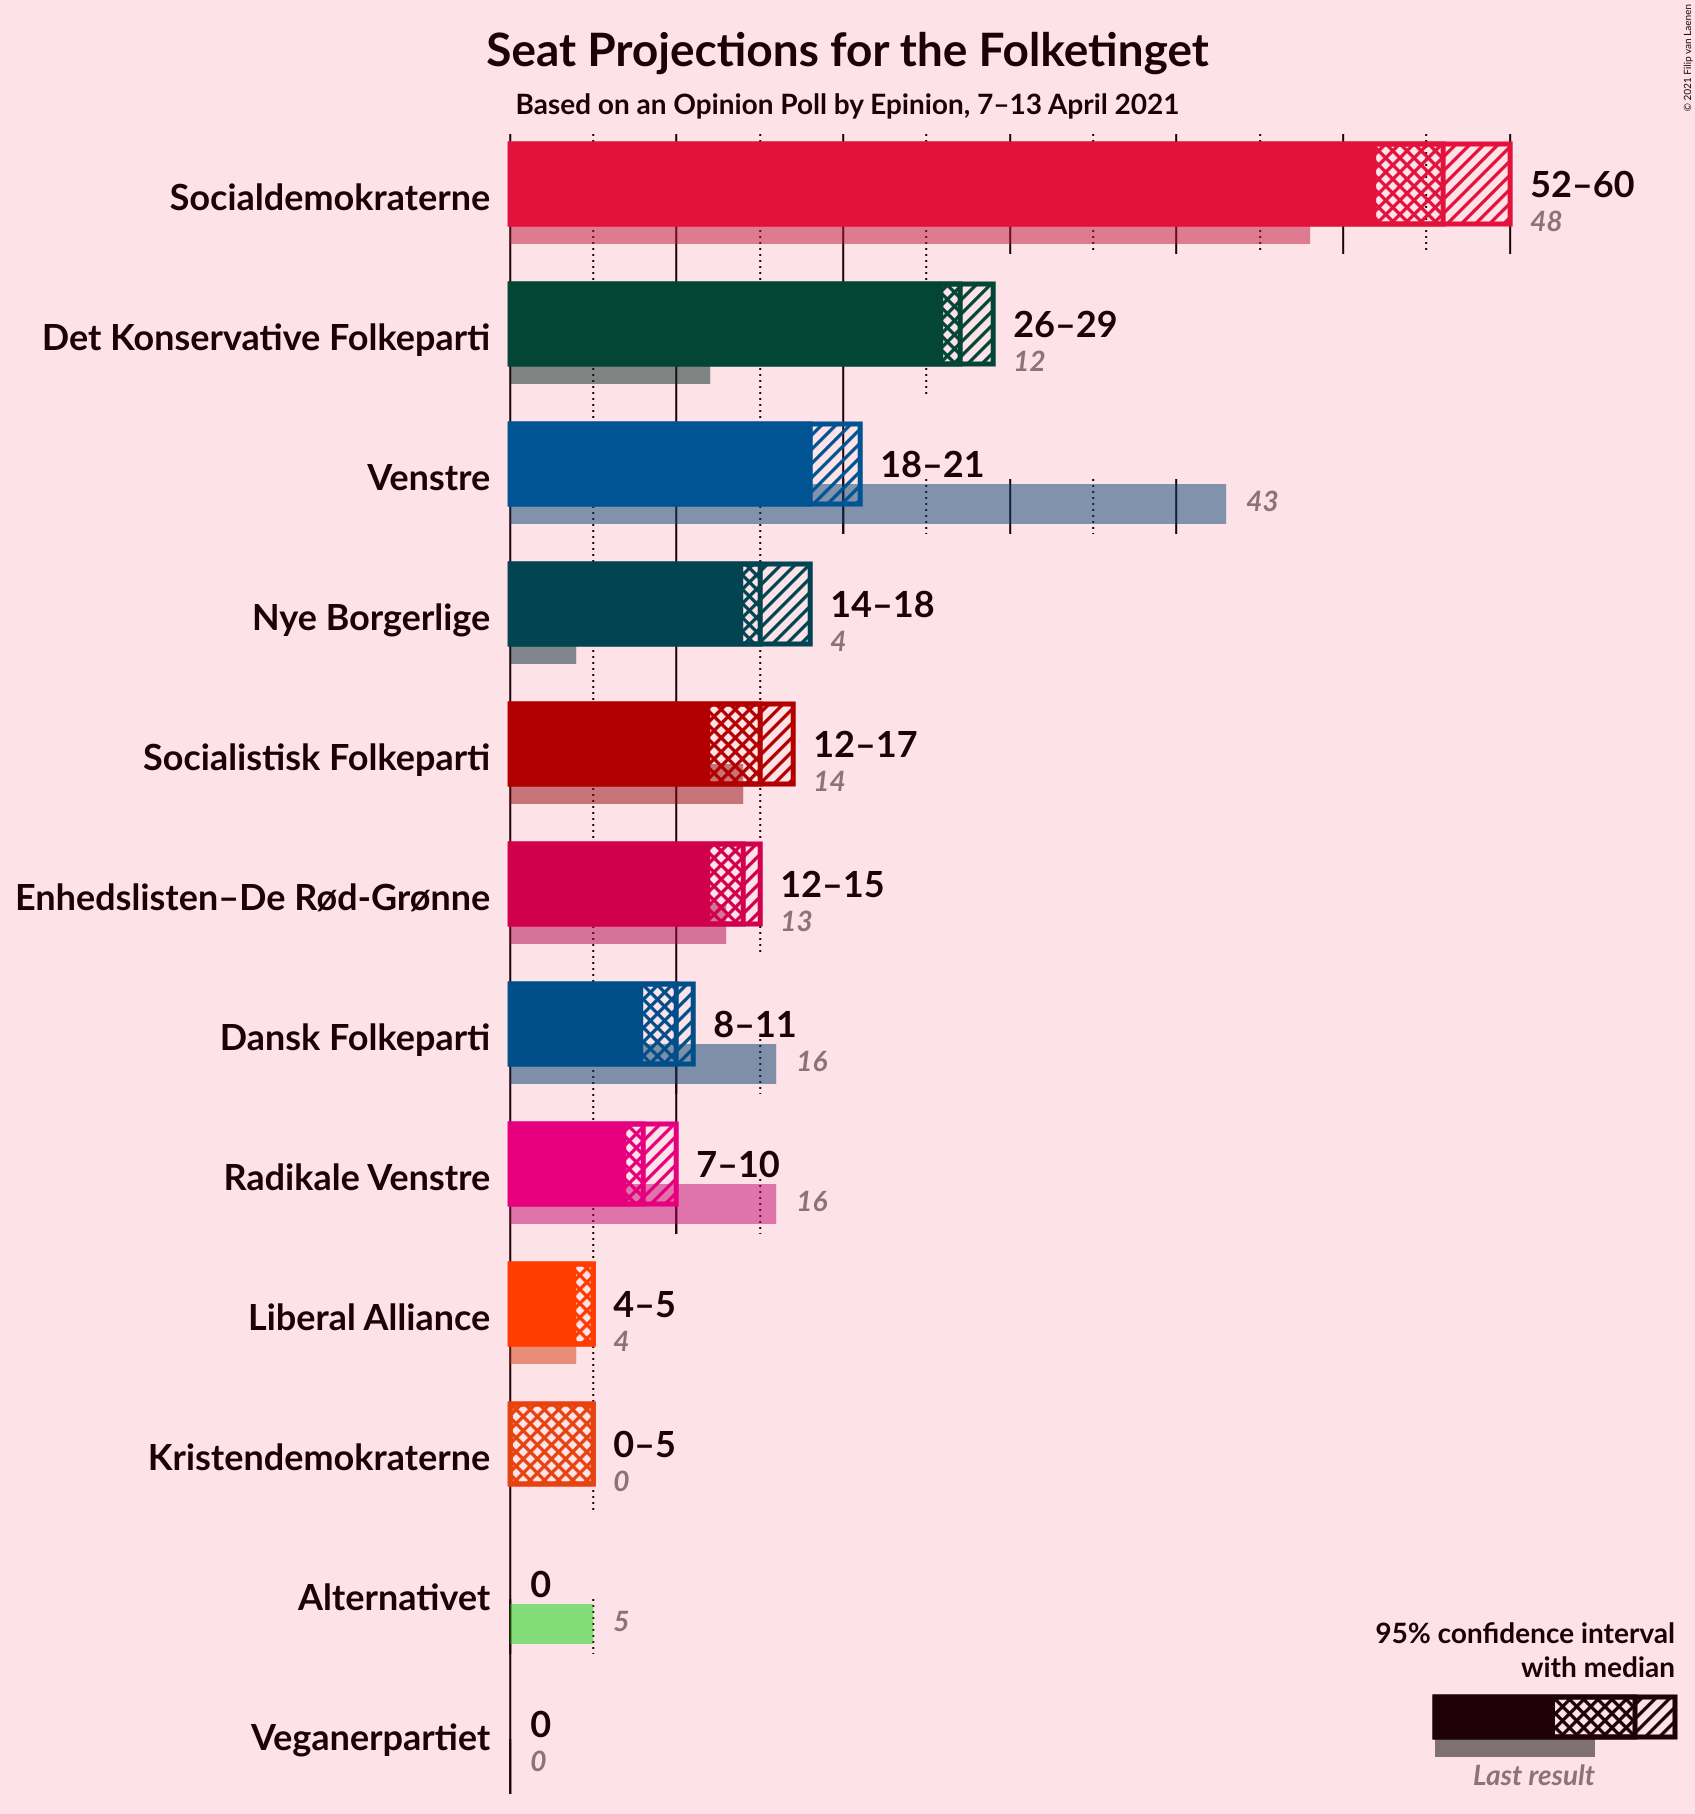 Seat Projections for the Folketinget
Based on an Opinion Poll by Epinion, 7–13 April 2021
© 2021 Filip van Laenen
Socialdemokraterne
52–60
48
Det Konservative Folkeparti
26–29
12
Venstre
18–21
43
Nye Borgerlige
14–18
4
Socialistisk Folkeparti
12–17
14
Enhedslisten–De Rød-Grønne
12–15
13
Dansk Folkeparti
8–11
16
Radikale Venstre
7–10
16
Liberal Alliance
4–5
4
Kristendemokraterne
0–5
0
Alternativet
0
5
Veganerpartiet
0
0
95% confidence interval
with median
Last result